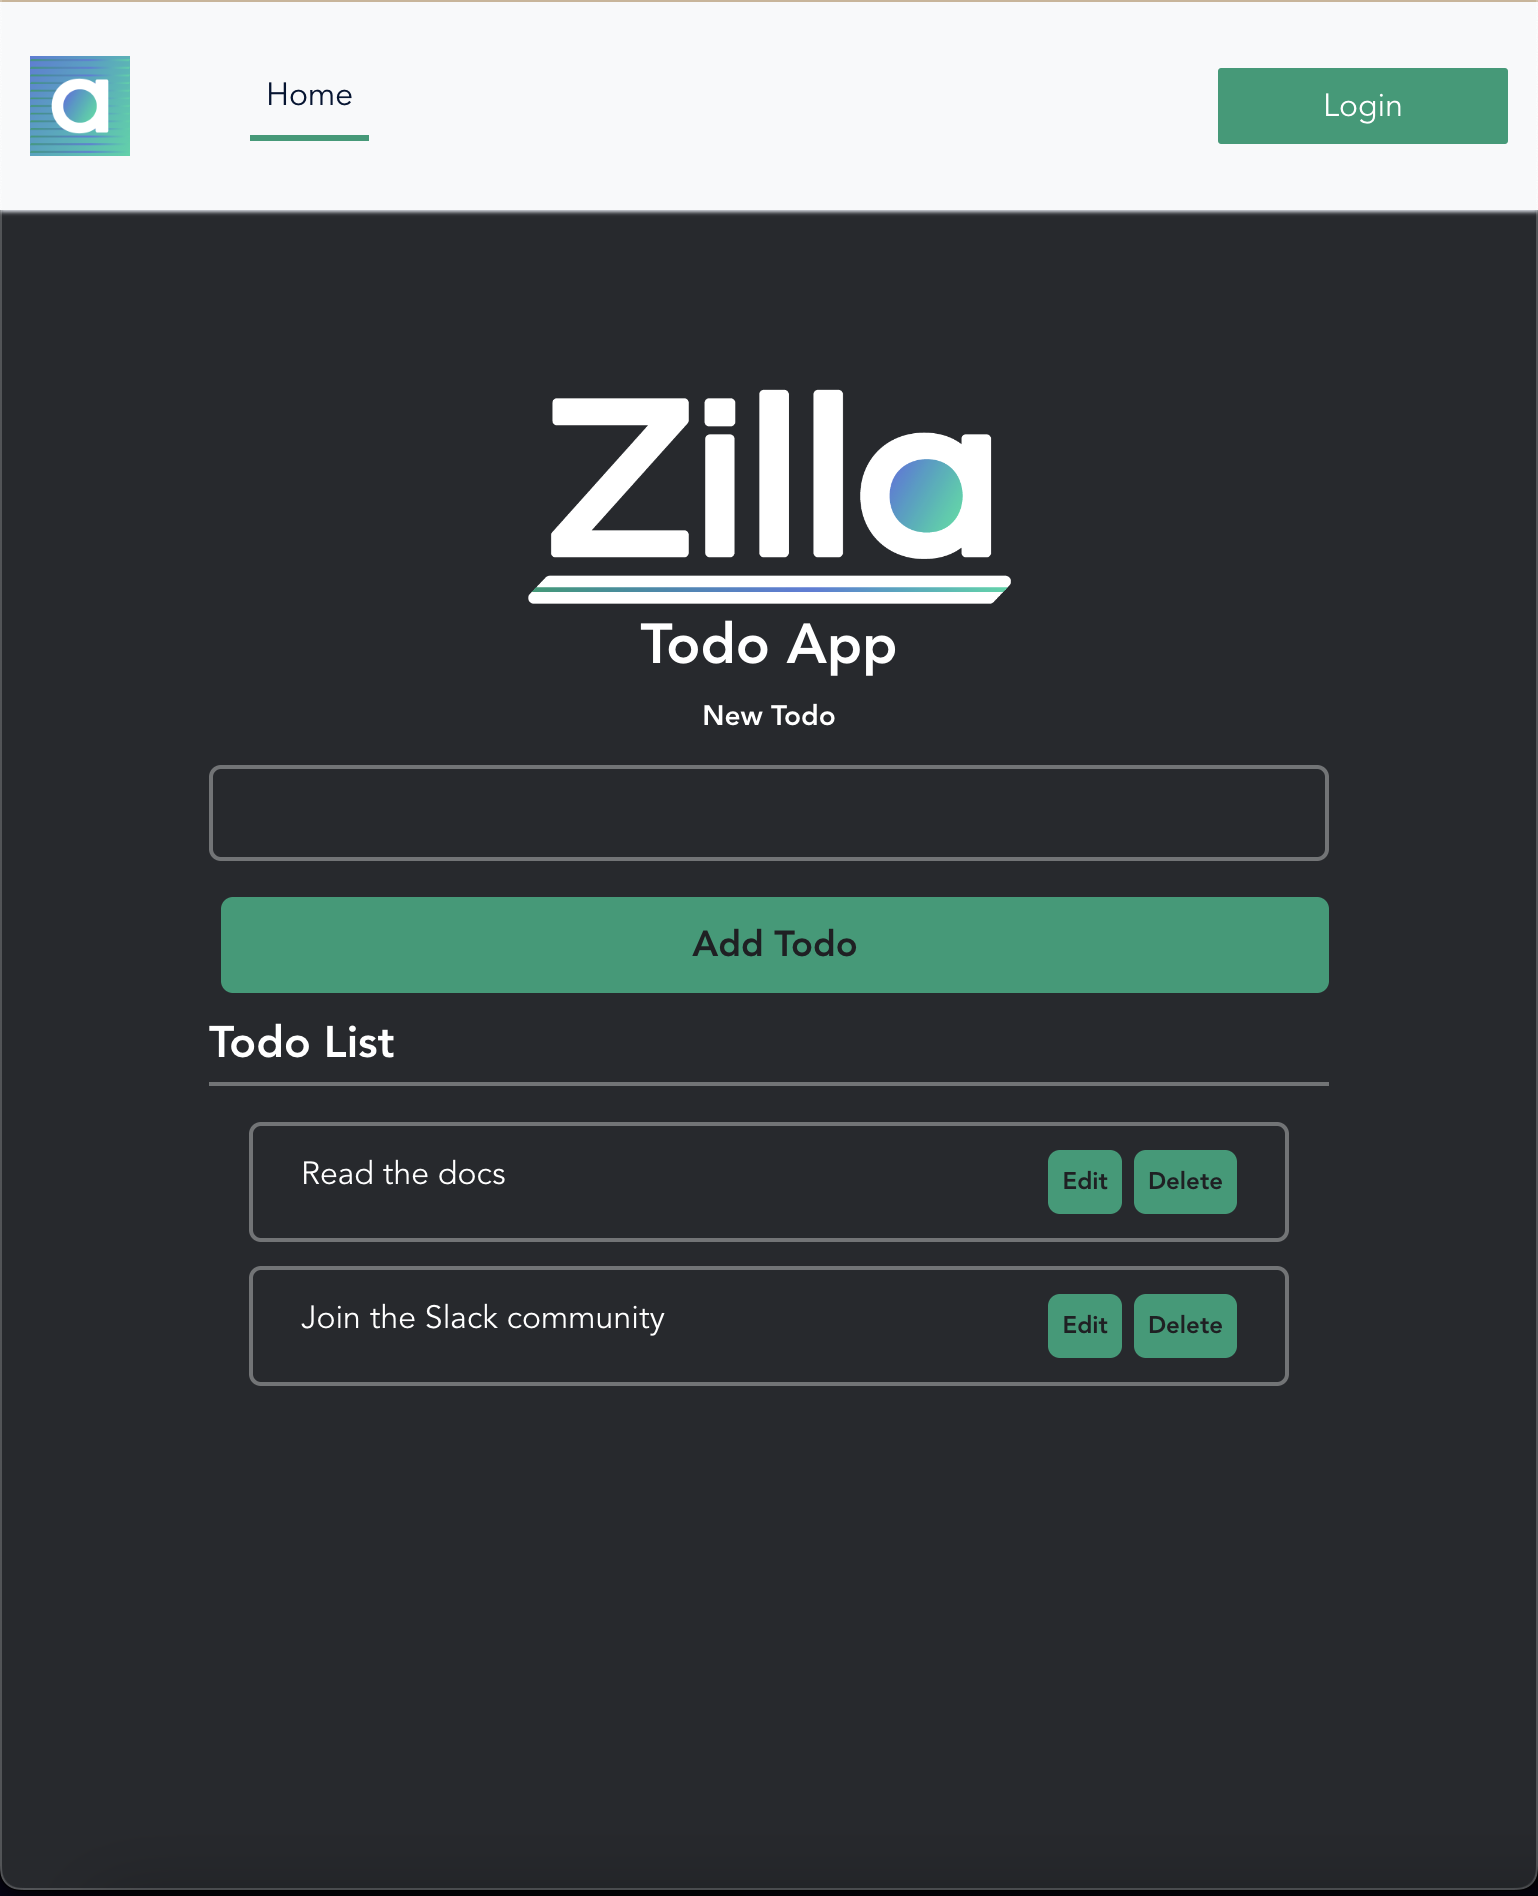 a
Home
Login
Zilla
Todo App
New Todo
Add Todo
Todo List
Read the docs
Edit
Delete
Join the Slack community
Edit
Delete